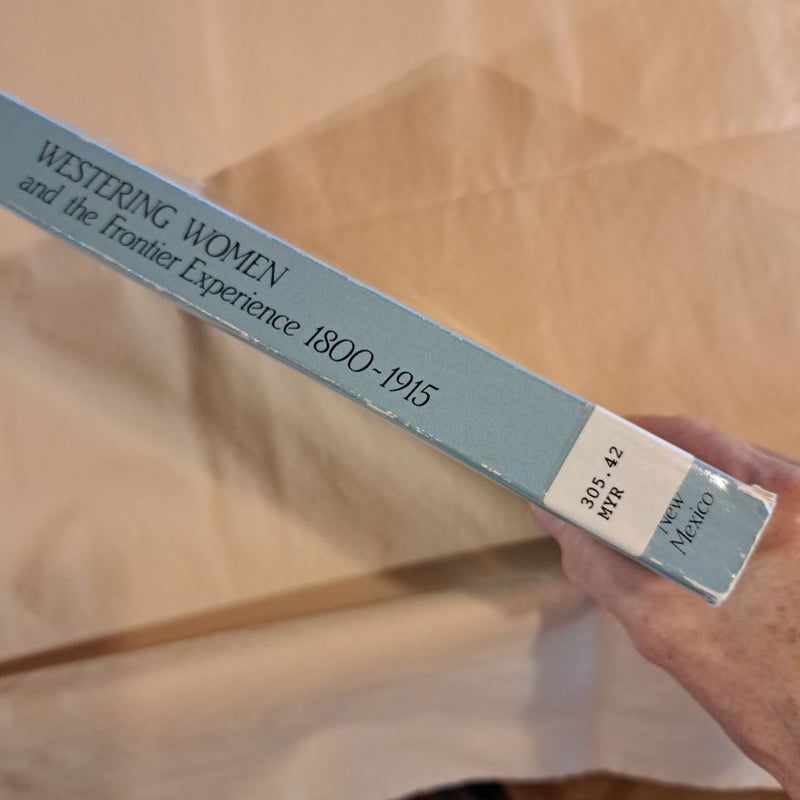 WESTERING WOMEN
and the Frontier Experience 1800-1915
305.42
MYR
New
Mexico